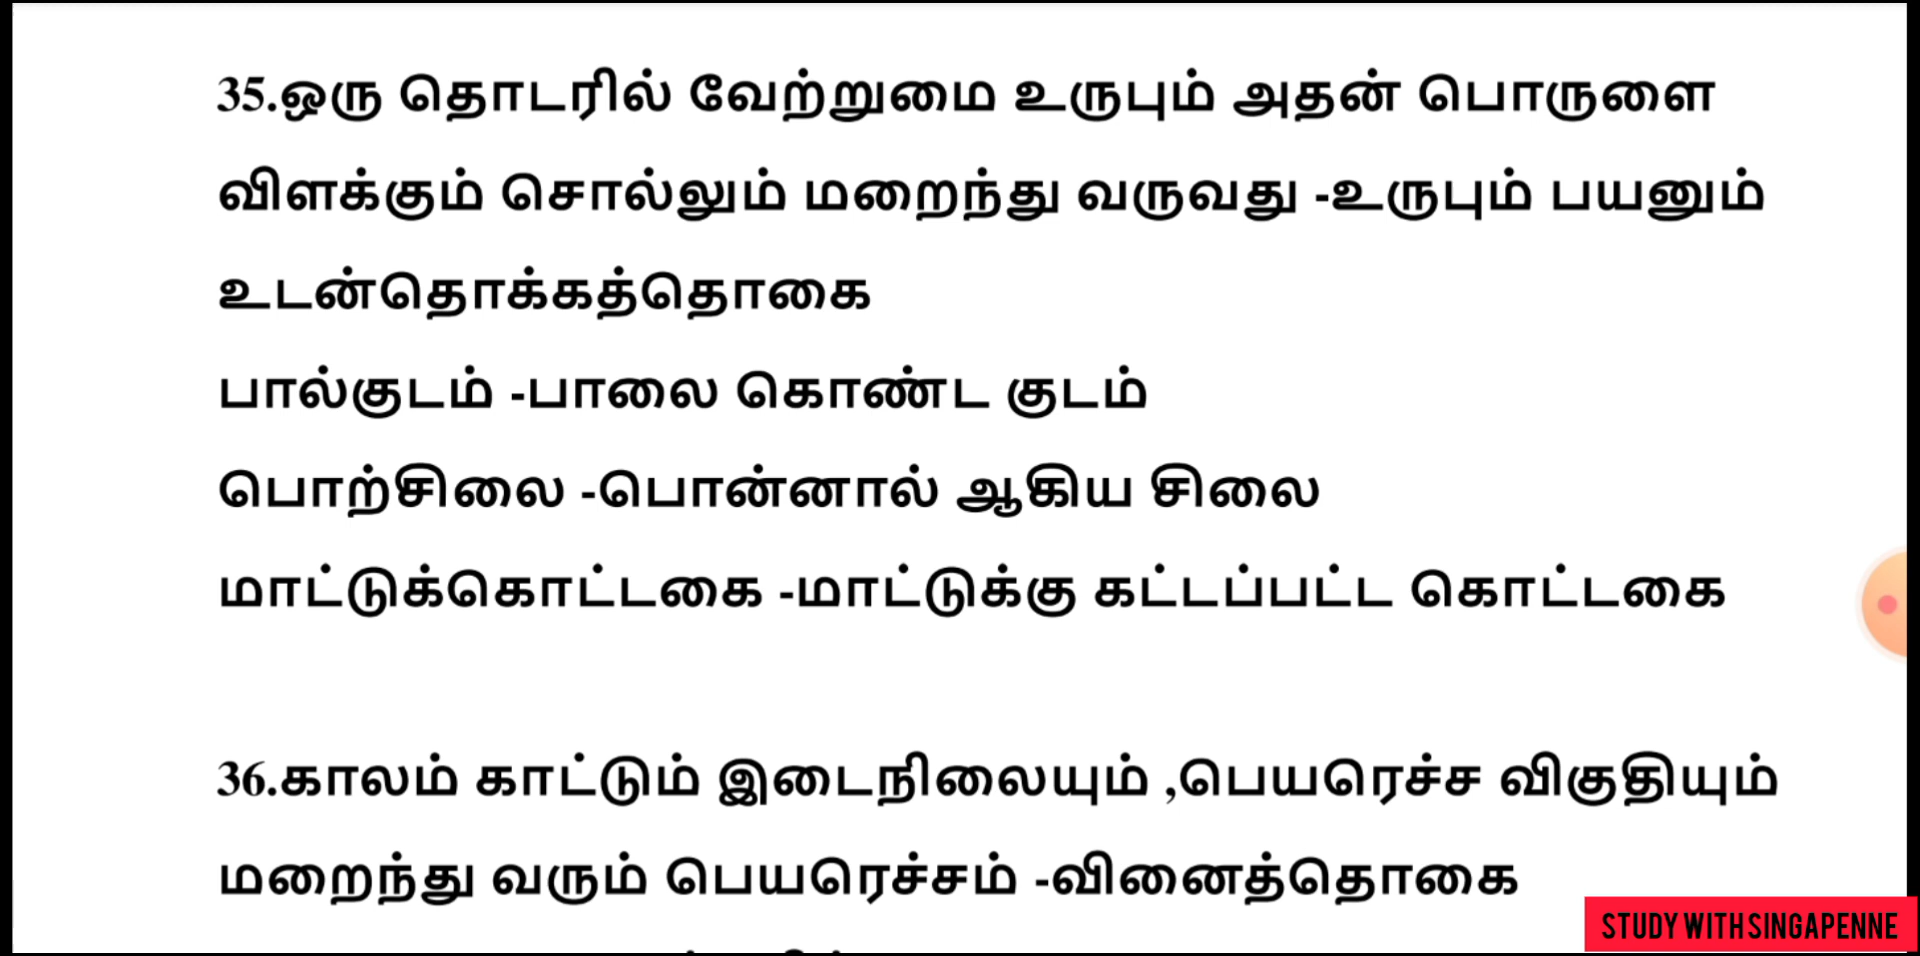 35.ஒரு தொடரில் வேற்றுமை உருபும் அதன் பொருளை
விளக்கும் சொல்லும் மறைந்து வருவது -உருபும் பயனும்
உடன்தொக்கத்தொகை
பால்குடம் -பாலை கொண்ட குடம்
பொற்சிலை -பொன்னால் ஆகிய சிலை
மாட்டுக்கொட்டகை -மாட்டுக்கு கட்டப்பட்ட கொட்டகை
36.காலம் காட்டும் இடைநிலையும் ,பெயரெச்ச விகுதியும்
மறைந்து வரும் பெயரெச்சம் -வினைத்தொகை
STUDY WITH SINGAPENNE